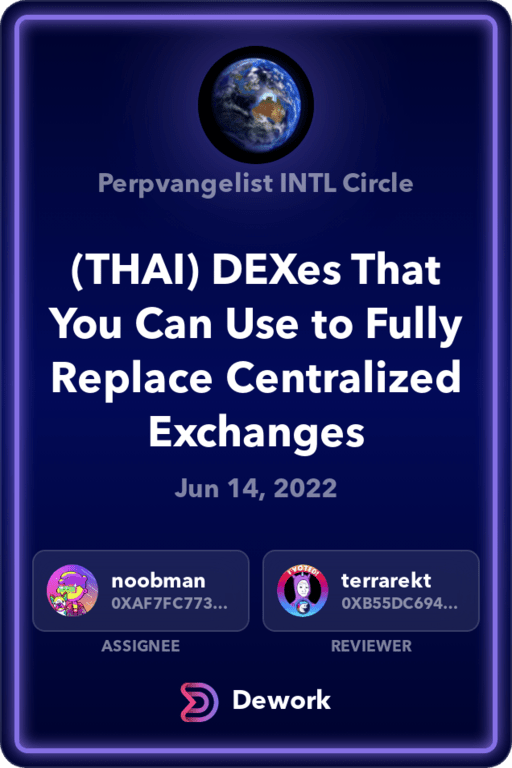 Perpvangelist INTL Circle
(THAI) DEXes That
You Can Use to Fully
Replace Centralized
Exchanges
Jun 14, 2022
noobman
0XAF7FC773...
ASSIGNEE
I VOTED!
terrarekt
0XB55DC694...
REVIEWER
Dework